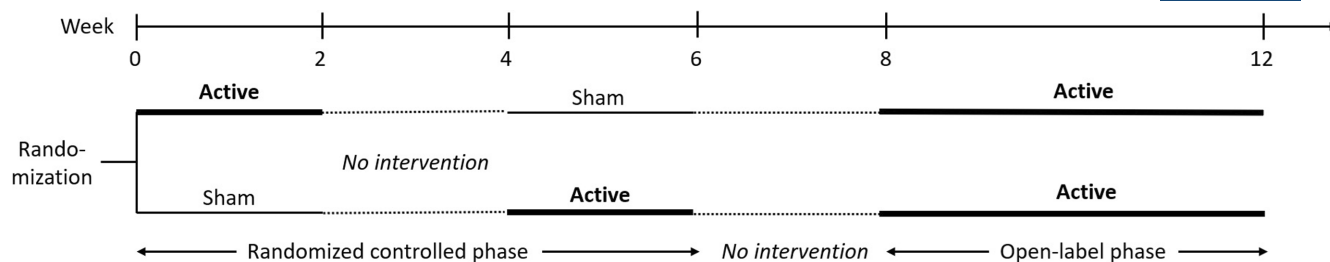 Week
0 2 4 6 8 12
Active Sham Active
Rando-
mization
No intervention
Sham Active Active
Randomized controlled phase No intervention Open-label phase